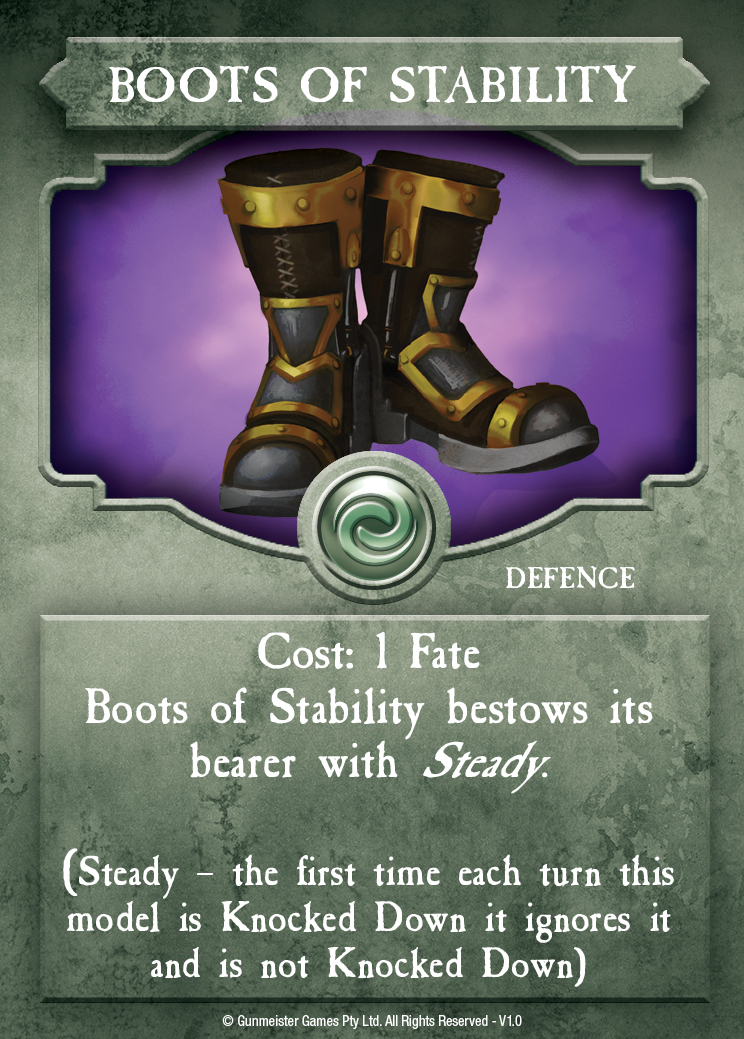 BOOTS OF STABILITY
DEFENCE
Cost: 1 Fate
Boots of Stability bestows its
bearer with Steady.
(Steady – the first time each turn this
model is Knocked Down it ignores it
and is not Knocked Down)
© Gunmeister Games Pty Ltd. All Rights Reserved - V1.0